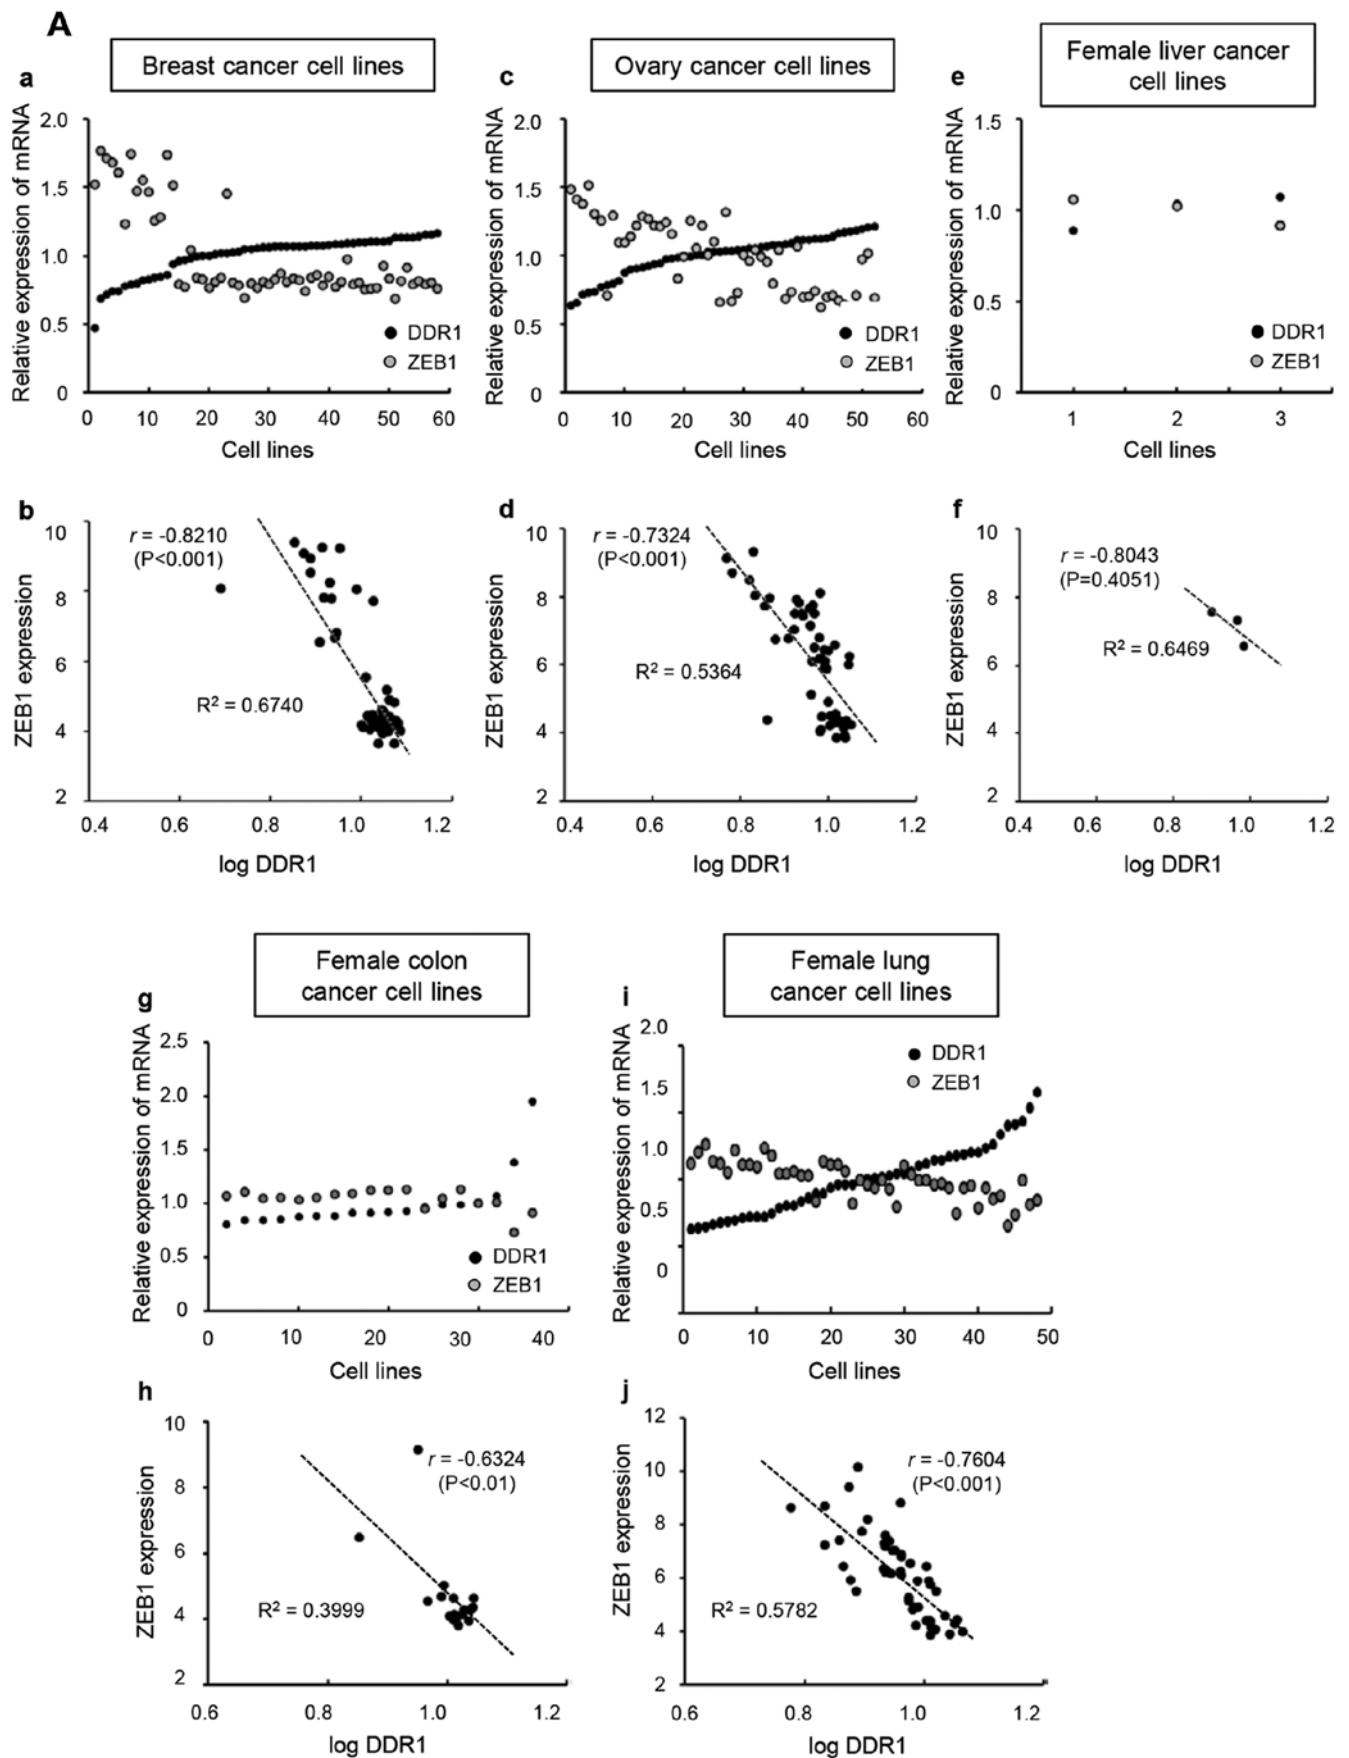 A
Breast cancer cell lines
Ovary cancer cell lines
Female liver cancer
cell lines
a
Relative expression of mRNA
2.0
1.5
1.0
0.5
0
DDR1
ZEB1
0 10 20 30 40 50 60
Cell lines
c
Relative expression of mRNA
2.0
1.5
1.0
0.5
0
DDR1
ZEB1
0 10 20 30 40 50 60
Cell lines
e
Relative expression of mRNA
1.5
1.0
0.5
0
DDR1
ZEB1
1 2 3
Cell lines
b
ZEB1 expression
10
8
6
4
2
r = -0.8210
(P<0.001)
R² = 0.6740
0.4 0.6 0.8 1.0 1.2
log DDR1
d
ZEB1 expression
10
8
6
4
2
r = -0.7324
(P<0.001)
R² = 0.5364
0.4 0.6 0.8 1.0 1.2
log DDR1
f
ZEB1 expression
10
8
6
4
2
r = -0.8043
(P=0.4051)
R² = 0.6469
0.4 0.6 0.8 1.0 1.2
log DDR1
Female colon
cancer cell lines
Female lung
cancer cell lines
g
Relative expression of mRNA
2.5
2.0
1.5
1.0
0.5
0
DDR1
ZEB1
0 10 20 30 40
Cell lines
i
Relative expression of mRNA
2.0
1.5
1.0
0.5
0
DDR1
ZEB1
0 10 20 30 40 50
Cell lines
h
ZEB1 expression
10
8
6
4
2
r = -0.6324
(P<0.01)
R² = 0.3999
0.6 0.8 1.0 1.2
log DDR1
j
ZEB1 expression
12
10
8
6
4
2
r = -0.7604
(P<0.001)
R² = 0.5782
0.6 0.8 1.0 1.2
log DDR1